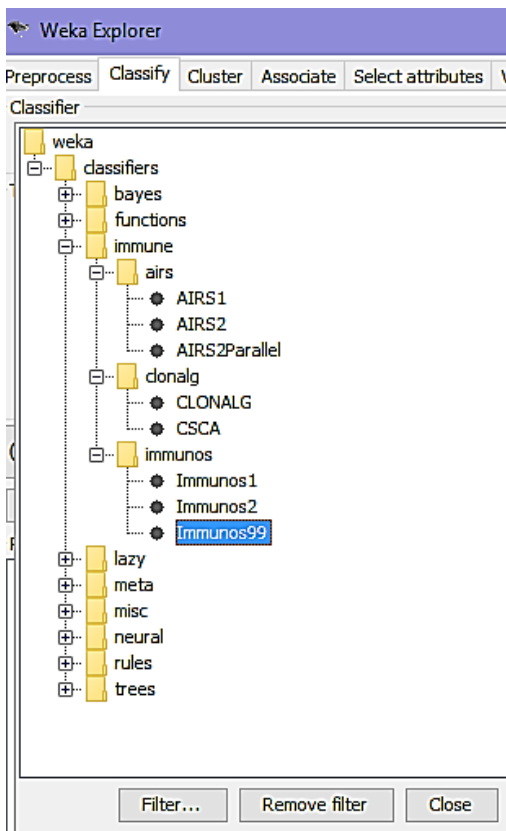 Weka Explorer
Preprocess Classify Cluster Associate Select attributes
Classifier
weka
classifiers
bayes
functions
immune
airs
AIRS1
AIRS2
AIRS2Parallel
clonalg
CLONALG
CSCA
immunos
Immunos1
Immunos2
Immunos99
lazy
meta
misc
neural
rules
trees
Filter... Remove filter Close